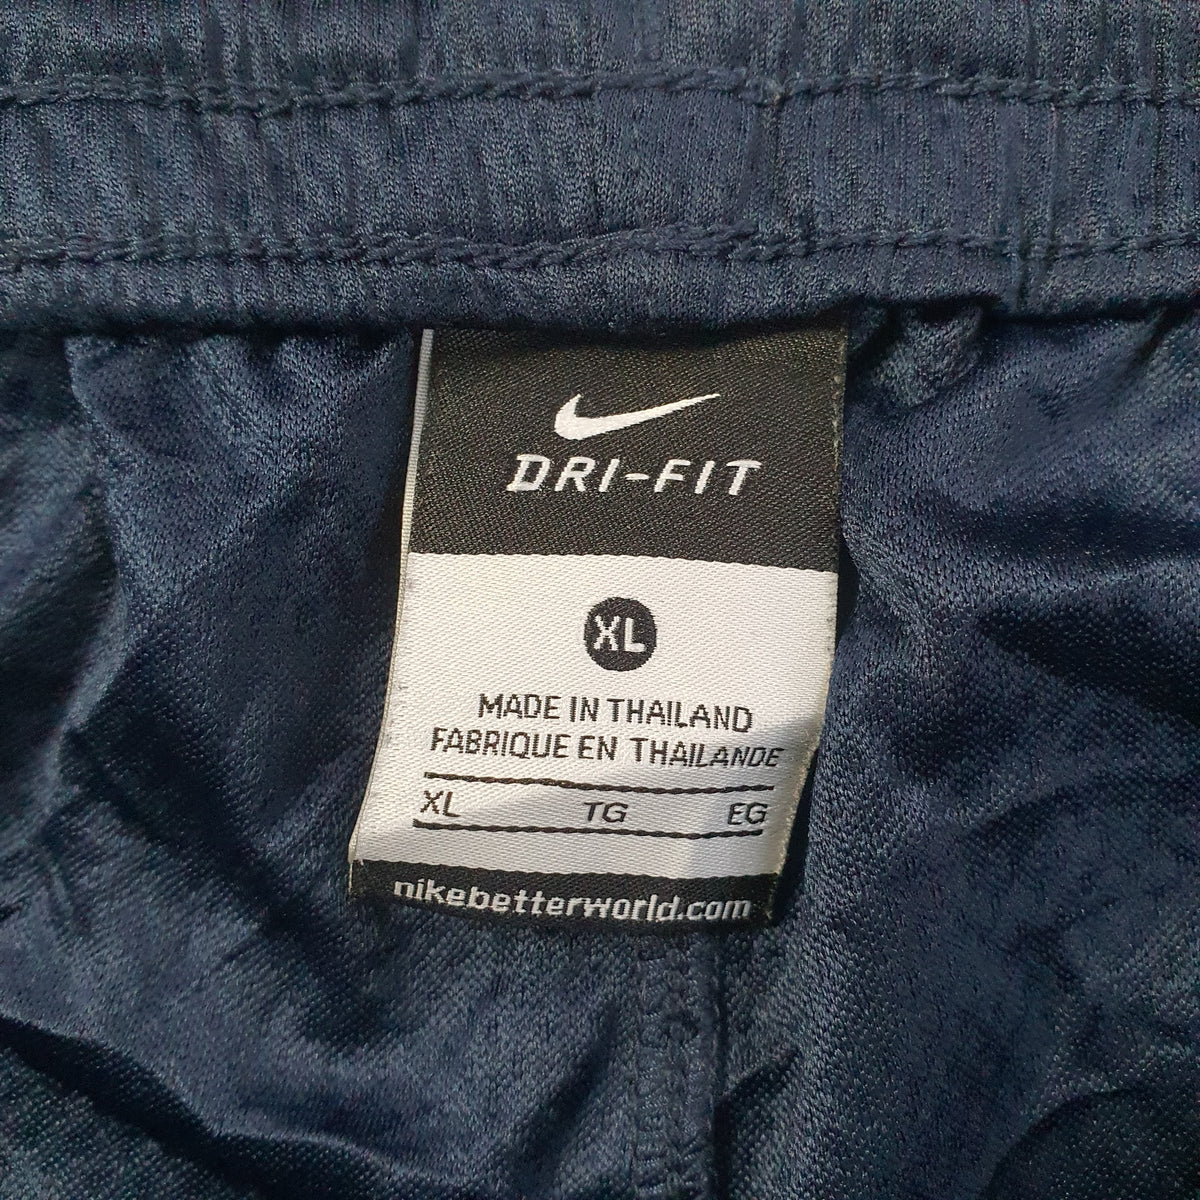 DRI-FIT
XL
MADE IN THAILAND
FABRIQUE EN THAILANDE
XL TG EG
nikebetterworld.com